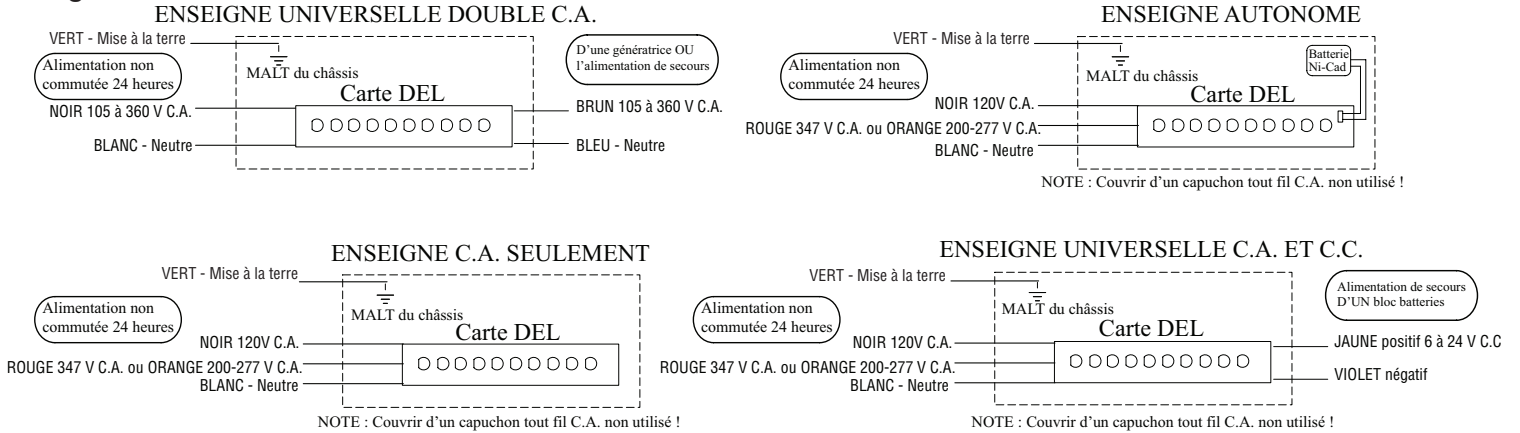 ENSEIGNE UNIVERSELLE DOUBLE C.A.
VERT - Mise à la terre
Alimentation non
commutée 24 heures
MALT du châssis
D'une génératrice OU
l'alimentation de secours
Carte DEL
NOIR 105 à 360 V C.A.
BRUN 105 à 360 V C.A.
BLANC - Neutre
BLEU - Neutre
ENSEIGNE AUTONOME
VERT - Mise à la terre
Alimentation non
commutée 24 heures
MALT du châssis
Batterie
Ni-Cad
Carte DEL
NOIR 120V C.A.
ROUGE 347 V C.A. ou ORANGE 200-277 V C.A.
BLANC - Neutre
NOTE : Couvrir d'un capuchon tout fil C.A. non utilisé !
ENSEIGNE C.A. SEULEMENT
VERT - Mise à la terre
Alimentation non
commutée 24 heures
MALT du châssis
Carte DEL
NOIR 120V C.A.
ROUGE 347 V C.A. ou ORANGE 200-277 V C.A.
BLANC - Neutre
NOTE : Couvrir d'un capuchon tout fil C.A. non utilisé !
ENSEIGNE UNIVERSELLE C.A. ET C.C.
VERT - Mise à la terre
Alimentation non
commutée 24 heures
MALT du châssis
Alimentation de secours
D'UN bloc batteries
Carte DEL
NOIR 120V C.A.
JAUNE positif 6 à 24 V C.C
ROUGE 347 V C.A. ou ORANGE 200-277 V C.A.
BLANC - Neutre
VIOLET négatif
NOTE : Couvrir d'un capuchon tout fil C.A. non utilisé !